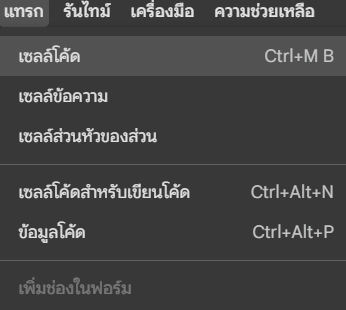 แทรก รันไทม์ เครื่องมือ ความช่วยเหลือ
เซลล์โค้ด Ctrl+M B
เซลล์ข้อความ
เซลล์ส่วนหัวของส่วน
เซลล์โค้ดสำหรับเขียนโค้ด Ctrl+Alt+N
ข้อมูลโค้ด Ctrl+Alt+P
เพิ่มช่องในฟอร์ม